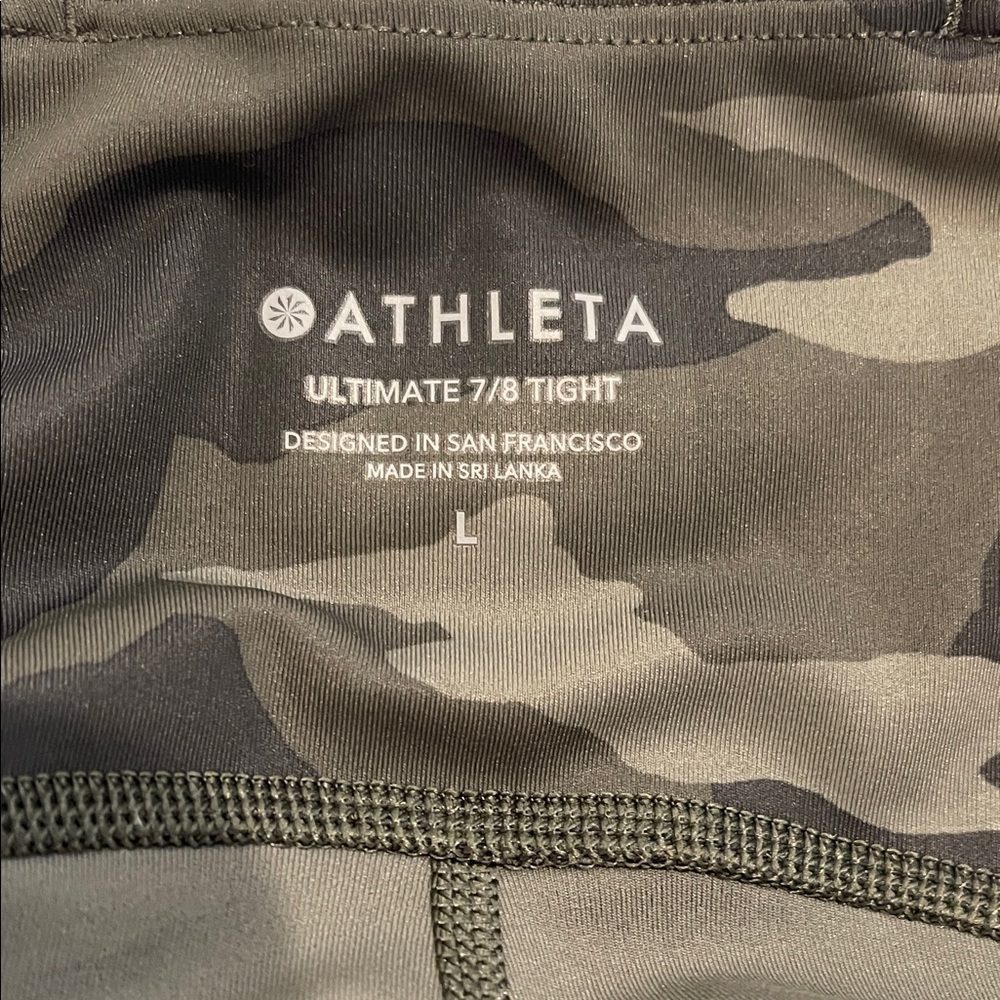 ATHLETA
ULTIMATE 7/8 TIGHT
DESIGNED IN SAN FRANCISCO
MADE IN SRI LANKA
L